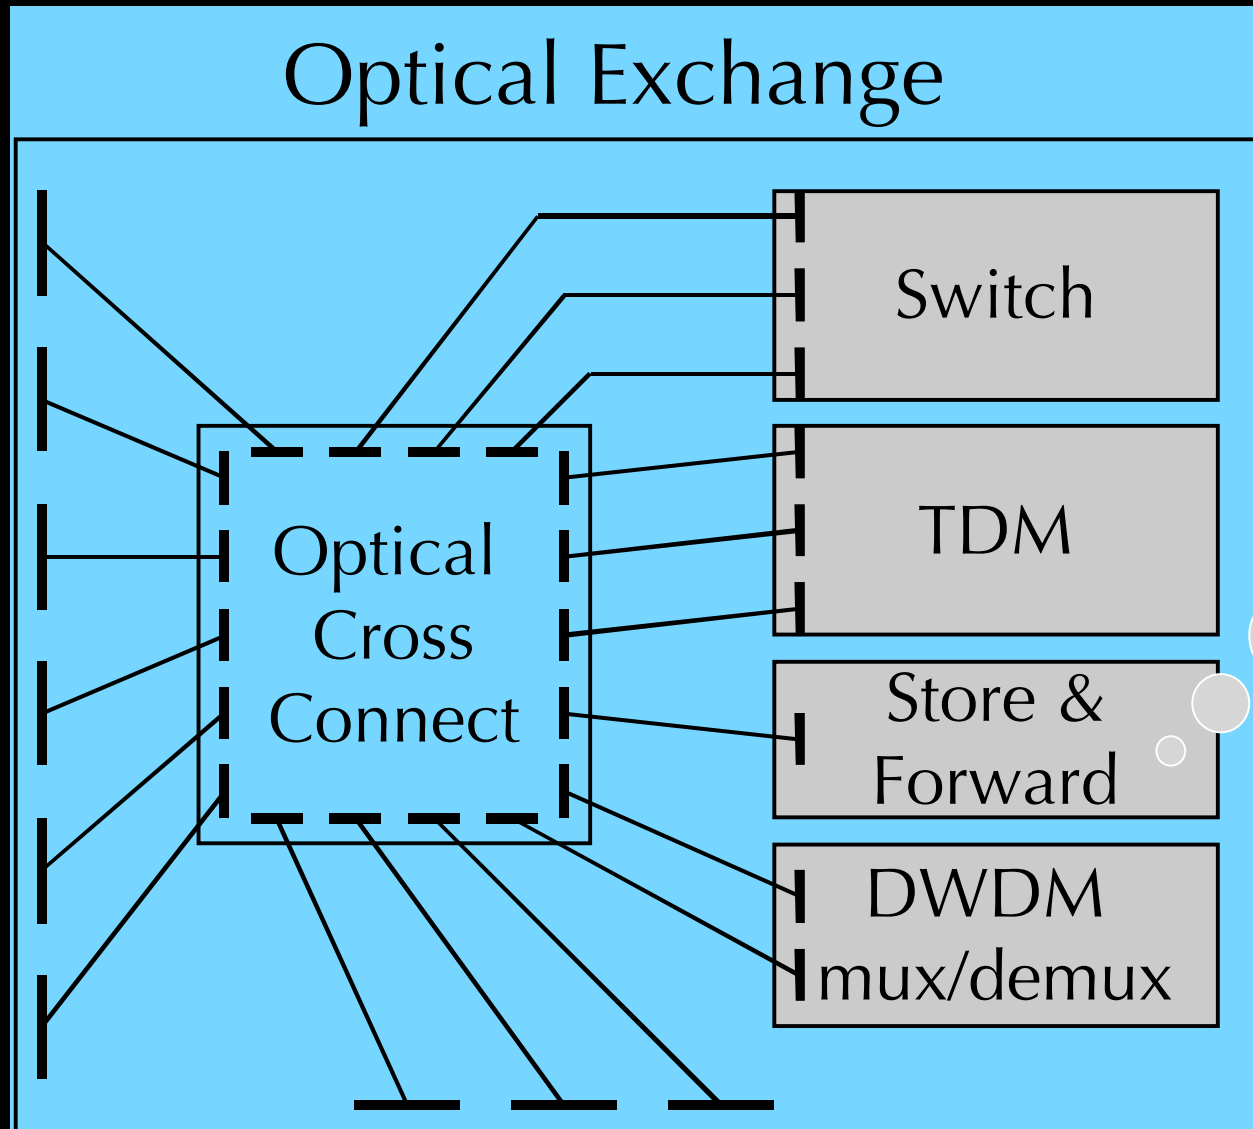 Optical Exchange
Switch
Optical
Cross
Connect
TDM
Store &
Forward
DWDM
mux/demux